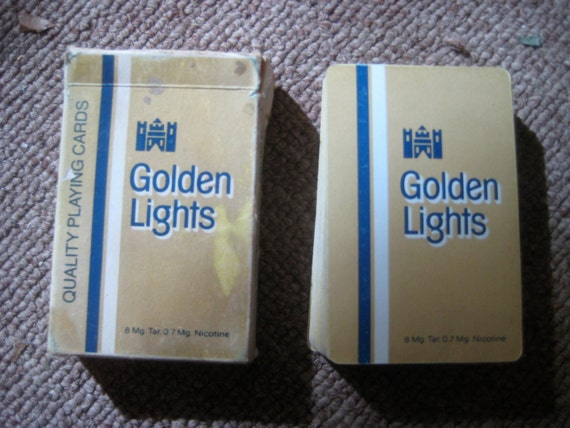 QUALITY PLAYING CARDS
Golden
Lights
8 Mg. Tar, 0.7 Mg. Nicotine
Golden
Lights
8 Mg. Tar, 0.7 Mg. Nicotine